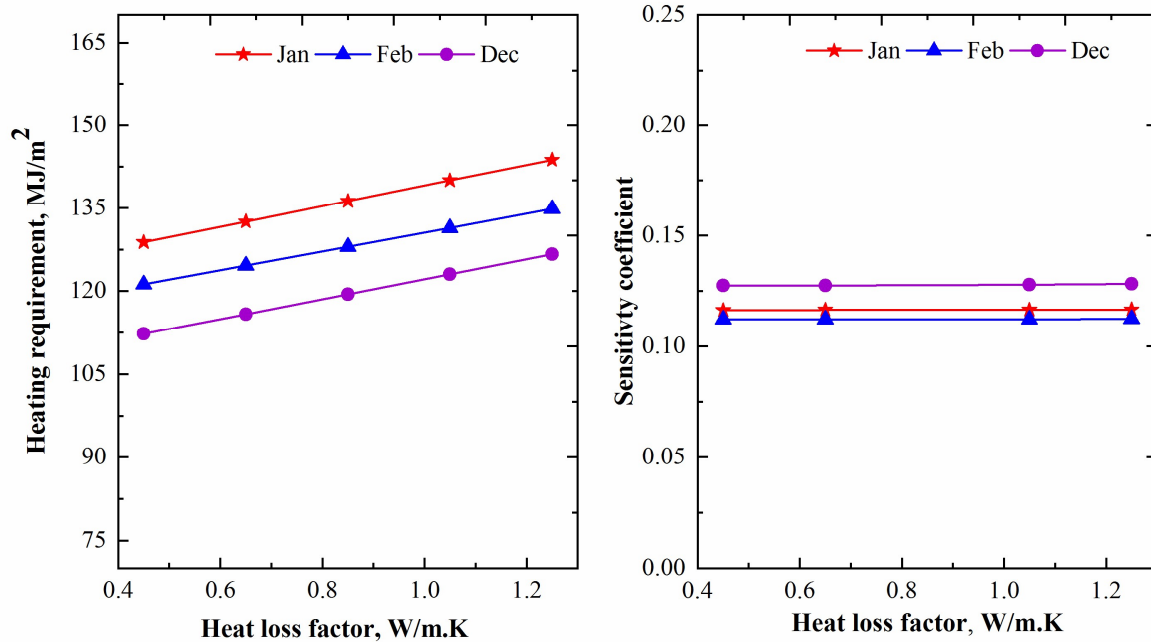 Jan Feb Dec
165
150
135
120
105
90
75
0.4 0.6 0.8 1.0 1.2
Heating requirement, MJ/m²
Heat loss factor, W/m.K
Jan Feb Dec
0.25
0.20
0.15
0.10
0.05
0.00
0.4 0.6 0.8 1.0 1.2
Sensitivty coefficient
Heat loss factor, W/m.K